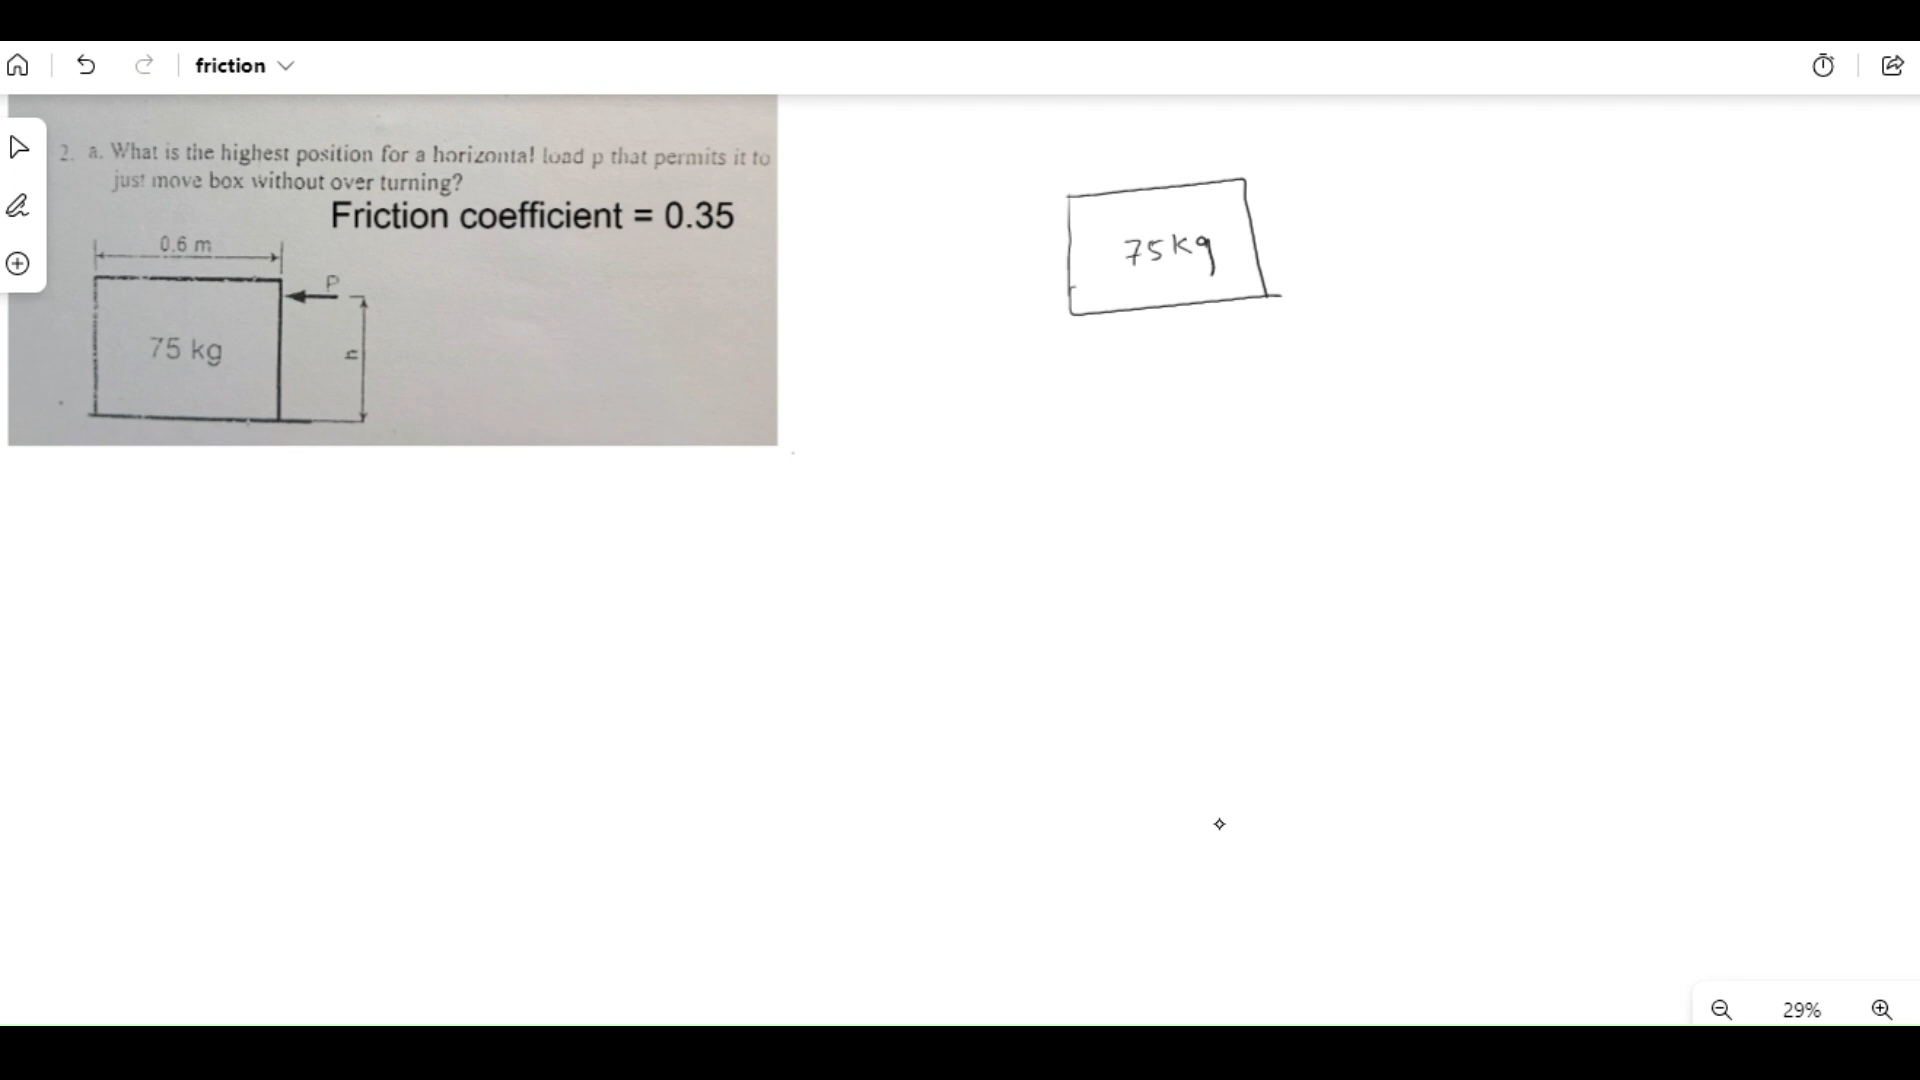 friction
2. a. What is the highest position for a horizontal load p that permits it to
just move box without over turning?
Friction coefficient = 0.35
0.6 m
P
75 kg
h
75kg
29%